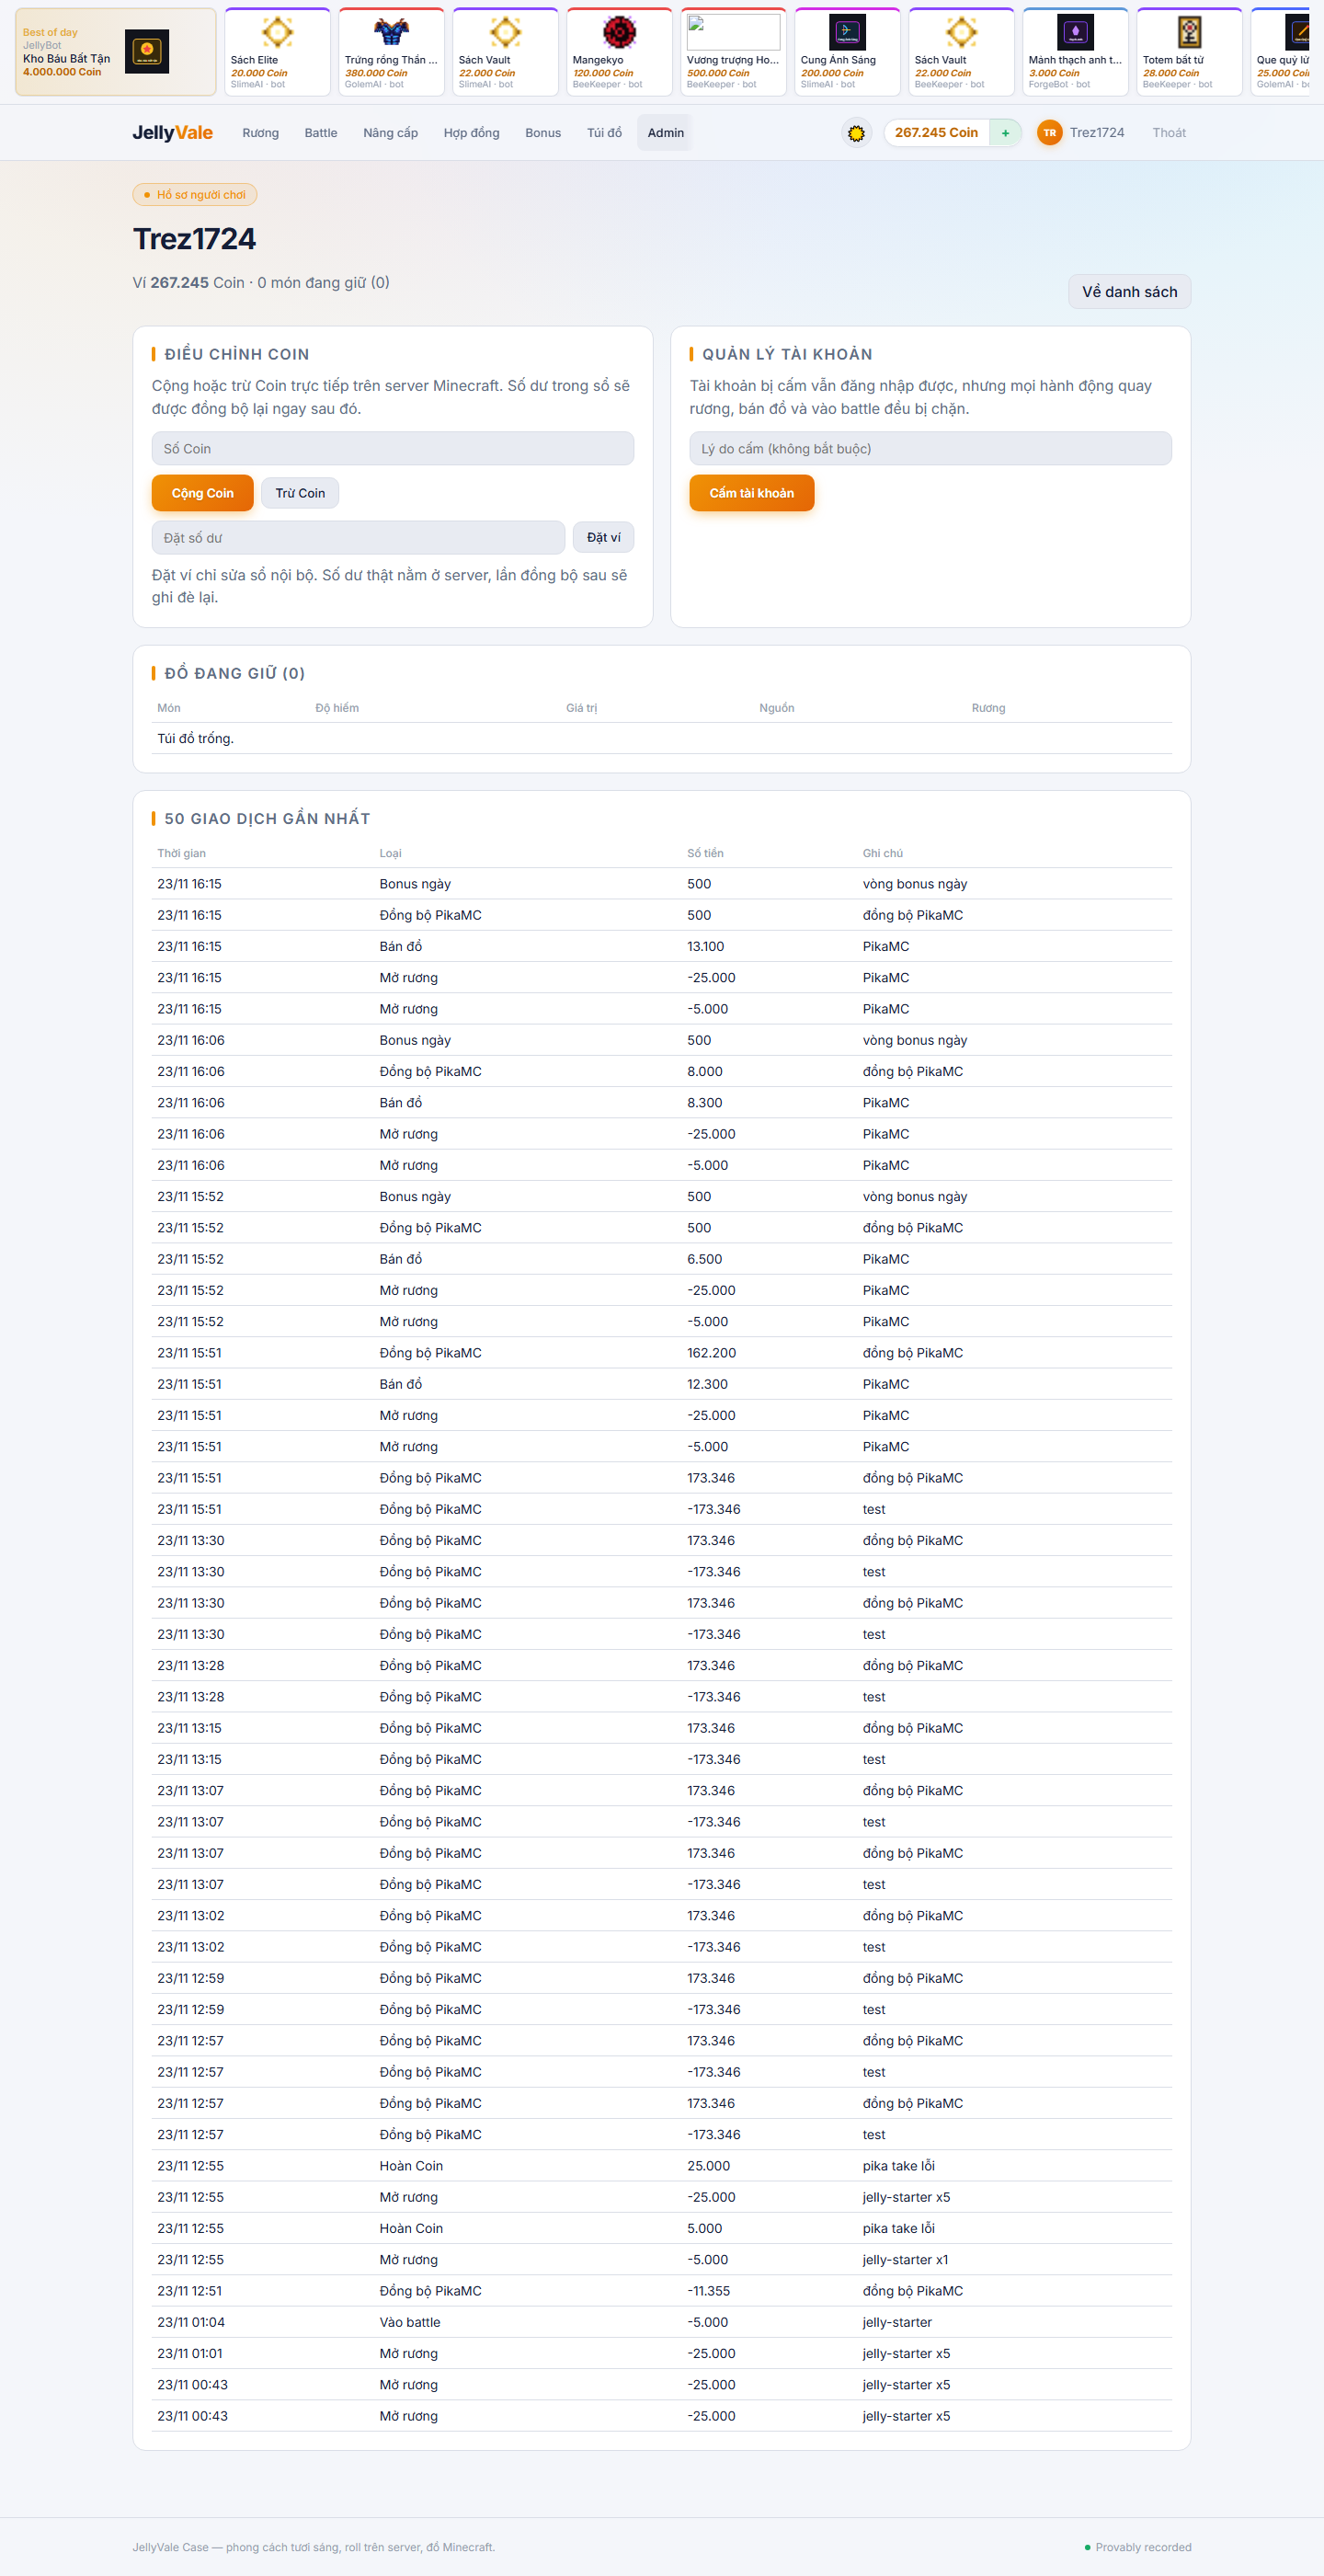 Best of day
JellyBot
Kho Báu Bất Tận
4.000.000 Coin
Sách Elite
20.000 Coin
SlimeAI · bot
Trứng rồng Thần ...
380.000 Coin
GolemAI · bot
Sách Vault
22.000 Coin
SlimeAI · bot
Mangekyo
120.000 Coin
BeeKeeper · bot
Vương trượng Ho...
500.000 Coin
BeeKeeper · bot
Cung Ánh Sáng
200.000 Coin
SlimeAI · bot
Sách Vault
22.000 Coin
BeeKeeper · bot
Mảnh thạch anh t...
3.000 Coin
ForgeBot · bot
Totem bất tử
28.000 Coin
BeeKeeper · bot
Que quỷ lử
25.000 Coi
GolemAI · bo
JellyVale Rương Battle Nâng cấp Hợp đồng Bonus Túi đồ Admin 267.245 Coin + TR Trez1724 Thoát
Hồ sơ người chơi
Trez1724
Ví 267.245 Coin · 0 món đang giữ (0)
Về danh sách
ĐIỀU CHỈNH COIN
Cộng hoặc trừ Coin trực tiếp trên server Minecraft. Số dư trong sổ sẽ
được đồng bộ lại ngay sau đó.
Số Coin
Cộng Coin Trừ Coin
Đặt số dư Đặt ví
Đặt ví chỉ sửa sổ nội bộ. Số dư thật nằm ở server, lần đồng bộ sau sẽ
ghi đè lại.
QUẢN LÝ TÀI KHOẢN
Tài khoản bị cấm vẫn đăng nhập được, nhưng mọi hành động quay
rương, bán đồ và vào battle đều bị chặn.
Lý do cấm (không bắt buộc)
Cấm tài khoản
ĐỒ ĐANG GIỮ (0)
Món Độ hiếm Giá trị Nguồn Rương
Túi đồ trống.
50 GIAO DỊCH GẦN NHẤT
Thời gian Loại Số tiền Ghi chú
23/11 16:15 Bonus ngày 500 vòng bonus ngày
23/11 16:15 Đồng bộ PikaMC 500 đồng bộ PikaMC
23/11 16:15 Bán đồ 13.100 PikaMC
23/11 16:15 Mở rương -25.000 PikaMC
23/11 16:15 Mở rương -5.000 PikaMC
23/11 16:06 Bonus ngày 500 vòng bonus ngày
23/11 16:06 Đồng bộ PikaMC 8.000 đồng bộ PikaMC
23/11 16:06 Bán đồ 8.300 PikaMC
23/11 16:06 Mở rương -25.000 PikaMC
23/11 16:06 Mở rương -5.000 PikaMC
23/11 15:52 Bonus ngày 500 vòng bonus ngày
23/11 15:52 Đồng bộ PikaMC 500 đồng bộ PikaMC
23/11 15:52 Bán đồ 6.500 PikaMC
23/11 15:52 Mở rương -25.000 PikaMC
23/11 15:52 Mở rương -5.000 PikaMC
23/11 15:51 Đồng bộ PikaMC 162.200 đồng bộ PikaMC
23/11 15:51 Bán đồ 12.300 PikaMC
23/11 15:51 Mở rương -25.000 PikaMC
23/11 15:51 Mở rương -5.000 PikaMC
23/11 15:51 Đồng bộ PikaMC 173.346 đồng bộ PikaMC
23/11 15:51 Đồng bộ PikaMC -173.346 test
23/11 13:30 Đồng bộ PikaMC 173.346 đồng bộ PikaMC
23/11 13:30 Đồng bộ PikaMC -173.346 test
23/11 13:30 Đồng bộ PikaMC 173.346 đồng bộ PikaMC
23/11 13:30 Đồng bộ PikaMC -173.346 test
23/11 13:28 Đồng bộ PikaMC 173.346 đồng bộ PikaMC
23/11 13:28 Đồng bộ PikaMC -173.346 test
23/11 13:15 Đồng bộ PikaMC 173.346 đồng bộ PikaMC
23/11 13:15 Đồng bộ PikaMC -173.346 test
23/11 13:07 Đồng bộ PikaMC 173.346 đồng bộ PikaMC
23/11 13:07 Đồng bộ PikaMC -173.346 test
23/11 13:07 Đồng bộ PikaMC 173.346 đồng bộ PikaMC
23/11 13:07 Đồng bộ PikaMC -173.346 test
23/11 13:02 Đồng bộ PikaMC 173.346 đồng bộ PikaMC
23/11 13:02 Đồng bộ PikaMC -173.346 test
23/11 12:59 Đồng bộ PikaMC 173.346 đồng bộ PikaMC
23/11 12:59 Đồng bộ PikaMC -173.346 test
23/11 12:57 Đồng bộ PikaMC 173.346 đồng bộ PikaMC
23/11 12:57 Đồng bộ PikaMC -173.346 test
23/11 12:57 Đồng bộ PikaMC 173.346 đồng bộ PikaMC
23/11 12:57 Đồng bộ PikaMC -173.346 test
23/11 12:55 Hoàn Coin 25.000 pika take lỗi
23/11 12:55 Mở rương -25.000 jelly-starter x5
23/11 12:55 Hoàn Coin 5.000 pika take lỗi
23/11 12:55 Mở rương -5.000 jelly-starter x1
23/11 12:51 Đồng bộ PikaMC -11.355 đồng bộ PikaMC
23/11 01:04 Vào battle -5.000 jelly-starter
23/11 01:01 Mở rương -25.000 jelly-starter x5
23/11 00:43 Mở rương -25.000 jelly-starter x5
23/11 00:43 Mở rương -25.000 jelly-starter x5
JellyVale Case — phong cách tươi sáng, roll trên server, đồ Minecraft.
Provably recorded